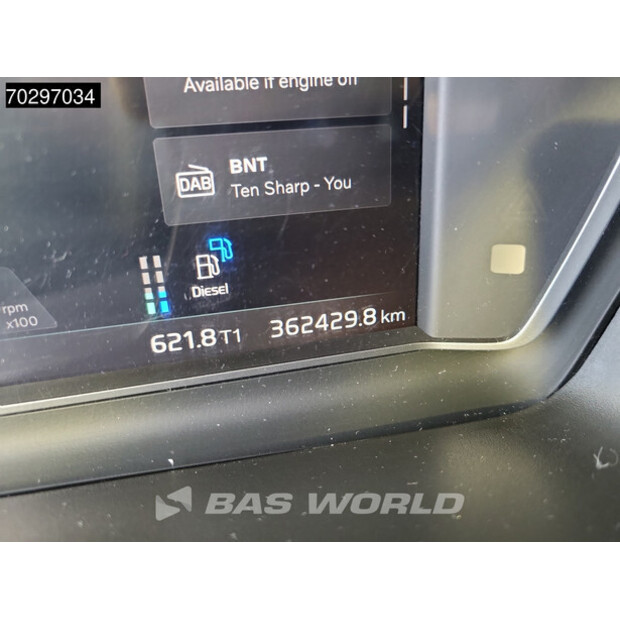 70297034
Available if engine on
BNT
DAB
Ten Sharp - You
Diesel
rpm
x100
621.8 T1 362429.8 km
BAS WORLD